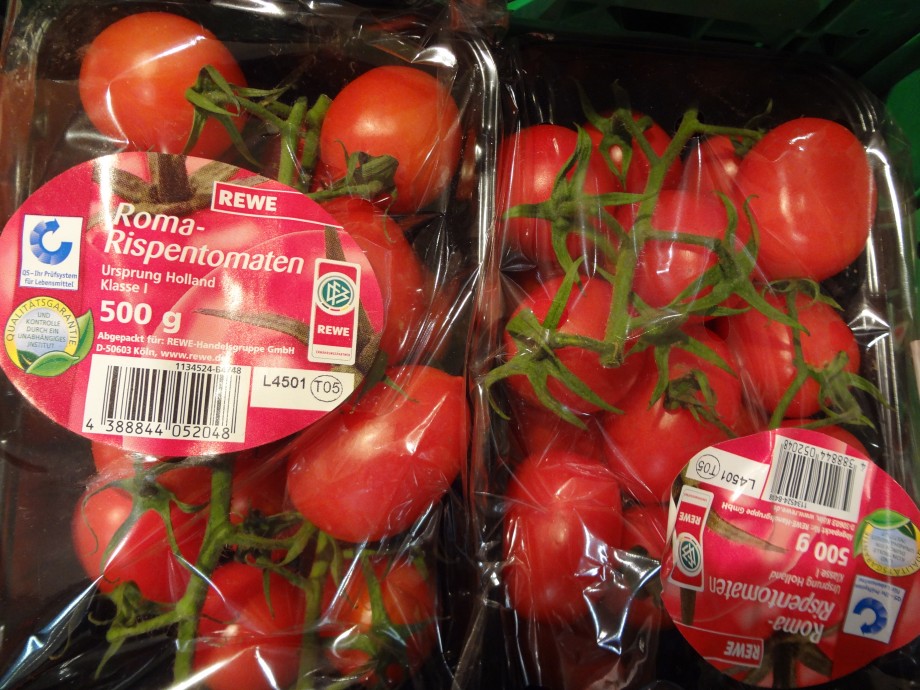 REWE
Roma-
Rispentomaten
Ursprung Holland
Klasse I
500 g
Abgepackt für: REWE-Handelsgruppe GmbH
D-50603 Köln, www.rewe.de
QS-Ihr Prüfsystem
für Lebensmittel
QUALITÄTSGARANTIE
UND
KONTROLLE
DURCH EIN
UNABHÄNGIGES
INSTITUT
DFB
REWE
L4501 T05
4 388844 052048
REWE
Roma-
Rispentomaten
Ursprung Holland
Klasse I
500 g
REWE
L4501 T05
4 388844 052048